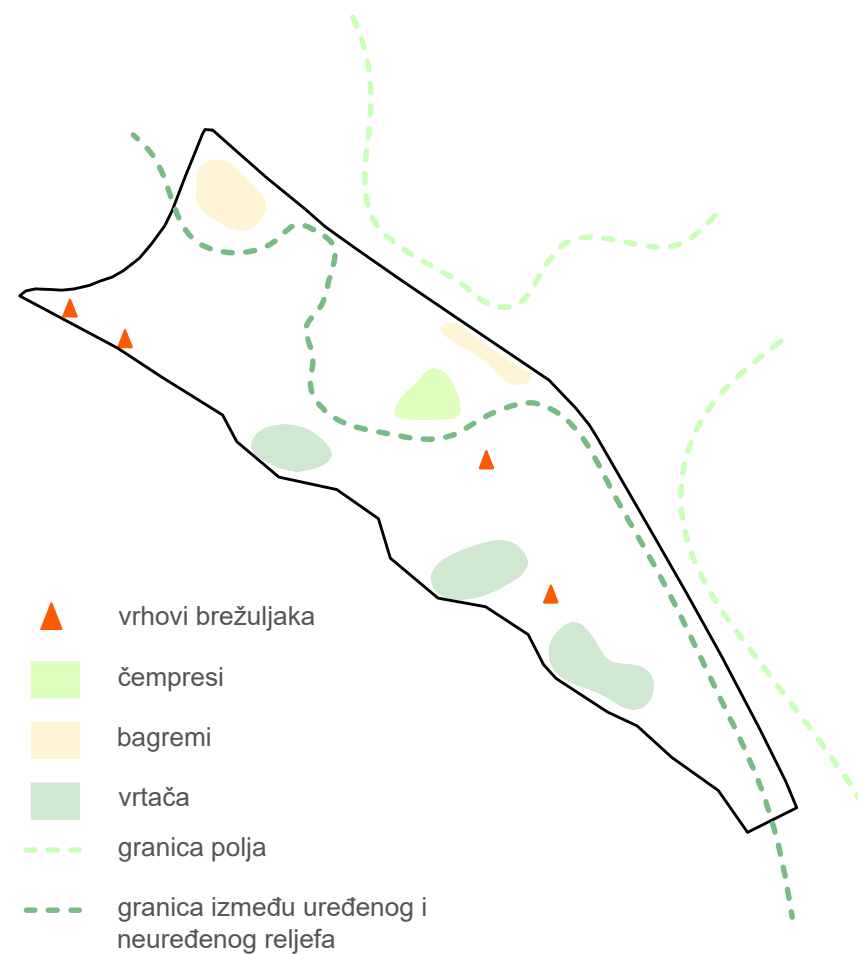 vrhovi brežuljaka
čempresi
bagremi
vrtača
granica polja
granica između uređenog i
neuređenog reljefa